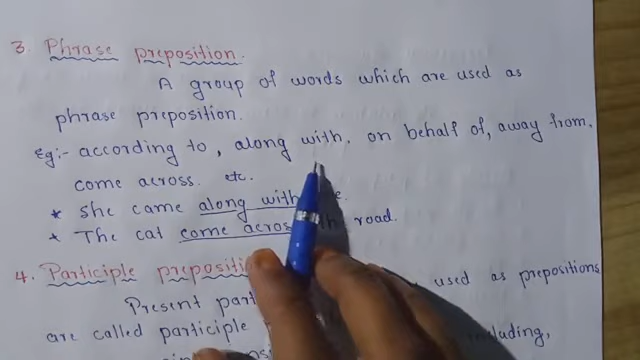 3. Phrase preposition.
A group of words which are used as
phrase preposition.
Eg:- according to, along with, on behalf of, away from,
come across. etc.
* She came along with
* The cat come across the road.
4. Participle
Present used as prepositions
are called participle including,